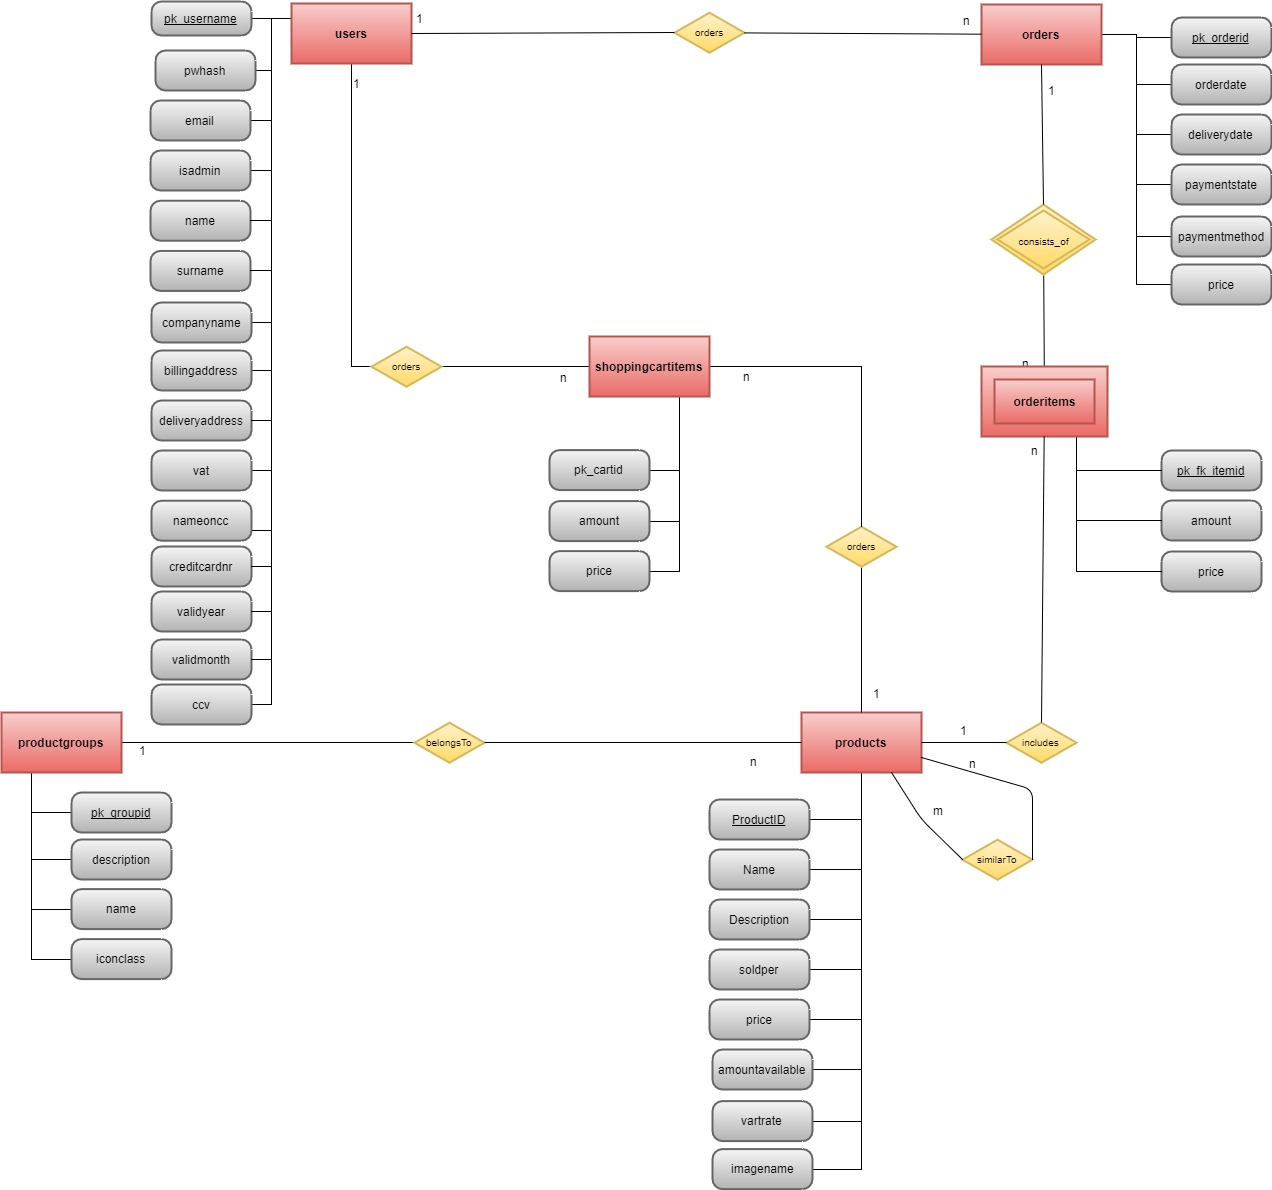 pk_username
users
1
orders
n
orders
pk_orderid
pwhash
1
1
orderdate
email
deliverydate
isadmin
paymentstate
name
paymentmethod
surname
consists_of
price
companyname
billingaddress
orders
n
shoppingcartitems
n
n
orderitems
deliveryaddress
n
vat
pk_cartid
pk_fk_itemid
nameoncc
amount
amount
creditcardnr
orders
price
price
validyear
validmonth
ccv
1
productgroups
1
belongsTo
n
products
1
includes
n
pk_groupid
m
ProductID
description
similarTo
Name
name
Description
iconclass
soldper
price
amountavailable
vartrate
imagename